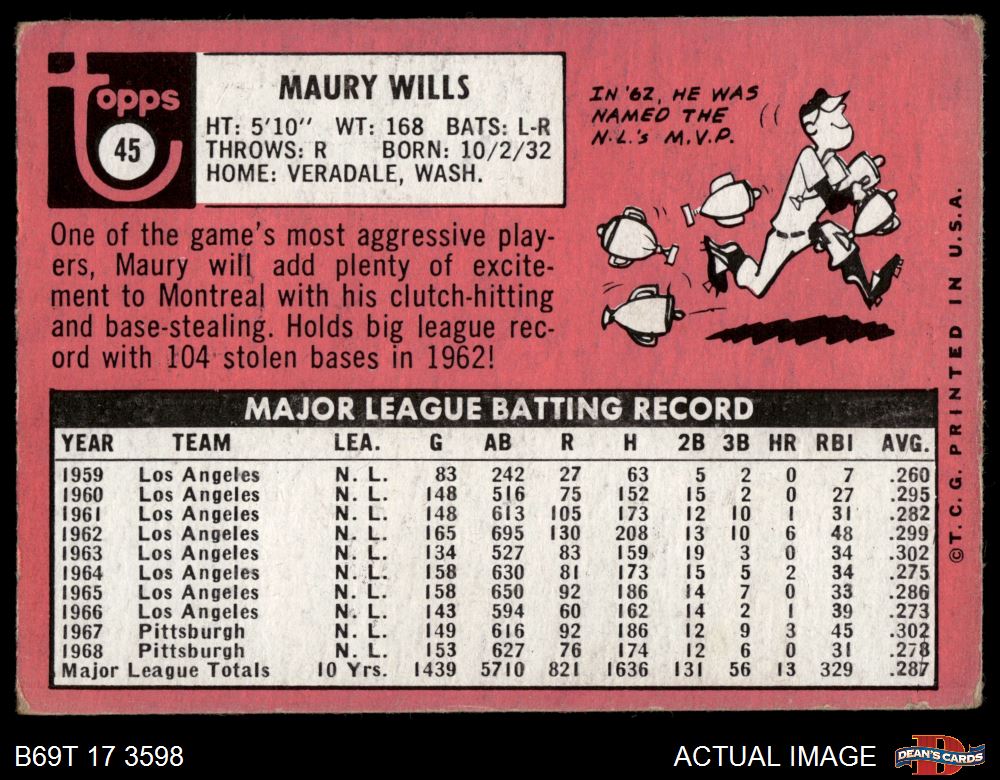 topps
45
MAURY WILLS
HT: 5'10" WT: 168 BATS: L-R
THROWS: R BORN: 10/2/32
HOME: VERADALE, WASH.
IN '62, HE WAS
NAMED THE
N.L.'s M.V.P.
One of the game's most aggressive play-
ers, Maury will add plenty of excite-
ment to Montreal with his clutch-hitting
and base-stealing. Holds big league rec-
ord with 104 stolen bases in 1962!
MAJOR LEAGUE BATTING RECORD
YEAR TEAM LEA. G AB R H 2B 3B HR RBI AVG.
1959 Los Angeles N. L. 83 242 27 63 5 2 0 7 .260
1960 Los Angeles N. L. 148 516 75 152 15 2 0 27 .295
1961 Los Angeles N. L. 148 613 105 173 12 10 1 31 .282
1962 Los Angeles N. L. 165 695 130 208 13 10 6 48 .299
1963 Los Angeles N. L. 134 527 83 159 19 3 0 34 .302
1964 Los Angeles N. L. 158 630 81 173 15 5 2 34 .275
1965 Los Angeles N. L. 158 650 92 186 14 7 0 33 .286
1966 Los Angeles N. L. 143 594 60 162 14 2 1 39 .273
1967 Pittsburgh N. L. 149 616 92 186 12 9 3 45 .302
1968 Pittsburgh N. L. 153 627 76 174 12 6 0 31 .278
Major League Totals 10 Yrs. 1439 5710 821 1636 131 56 13 329 .287
©T. C. G. PRINTED IN U.S.A.
B69T 17 3598
ACTUAL IMAGE
D
DEAN'S CARDS